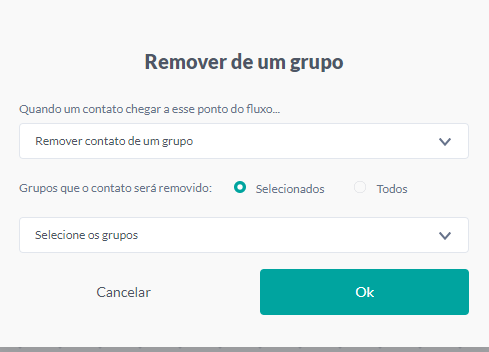 Remover de um grupo
Quando um contato chegar a esse ponto do fluxo...
Remover contato de um grupo
Grupos que o contato será removido: Selecionados Todos
Selecione os grupos
Cancelar Ok